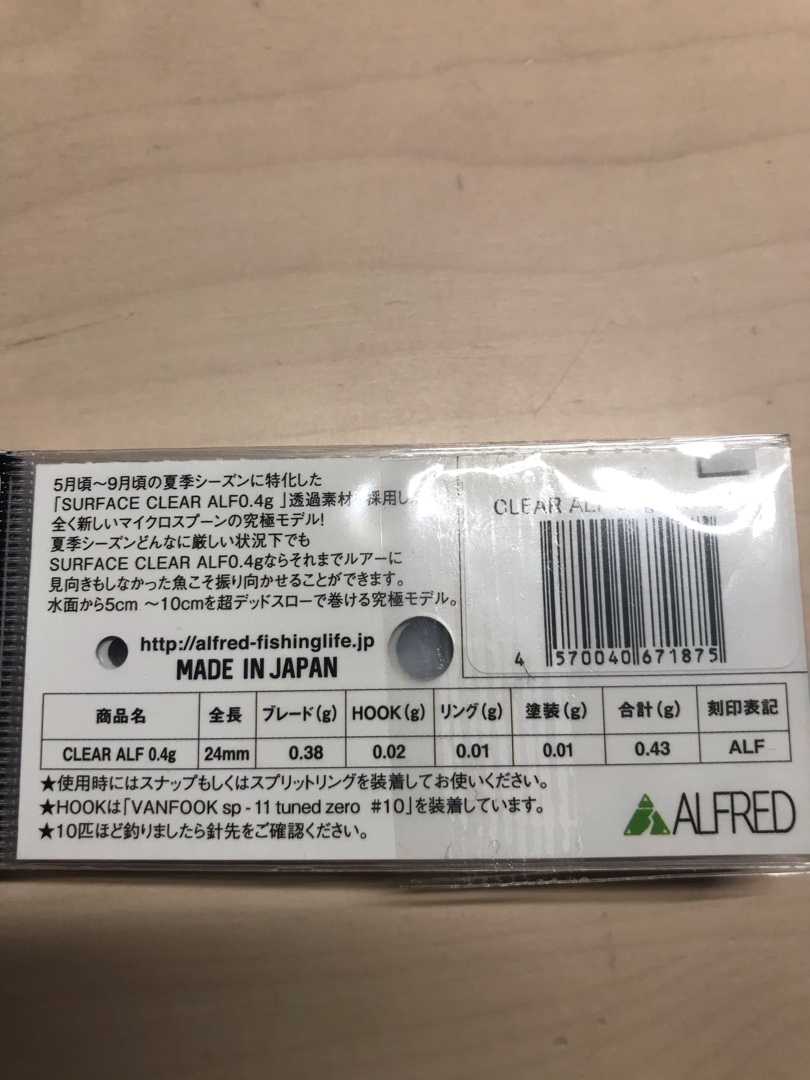 5月頃～9月頃の夏季シーズンに特化した
「SURFACE CLEAR ALF0.4g 」透過素材 採用し
全く新しいマイクロスプーンの究極モデル!
夏季シーズンどんなに厳しい状況下でも
SURFACE CLEAR ALF0.4gならそれまでルアーに
見向きもしなかった魚こそ振り向かせることができます。
水面から5cm ～10cmを超デッドスローで巻ける究極モデル。
http://alfred-fishinglife.jp
MADE IN JAPAN
CLEAR ALF
4 570040 671875
商品名 全長 ブレード(g) HOOK(g) リング(g) 塗装(g) 合計(g) 刻印表記
CLEAR ALF 0.4g 24mm 0.38 0.02 0.01 0.01 0.43 ALF
★使用時にはスナップもしくはスプリットリングを装着してお使いください。
★HOOKは「VANFOOK sp - 11 tuned zero #10」を装着しています。
★10匹ほど釣りましたら針先をご確認ください。
ALFRED